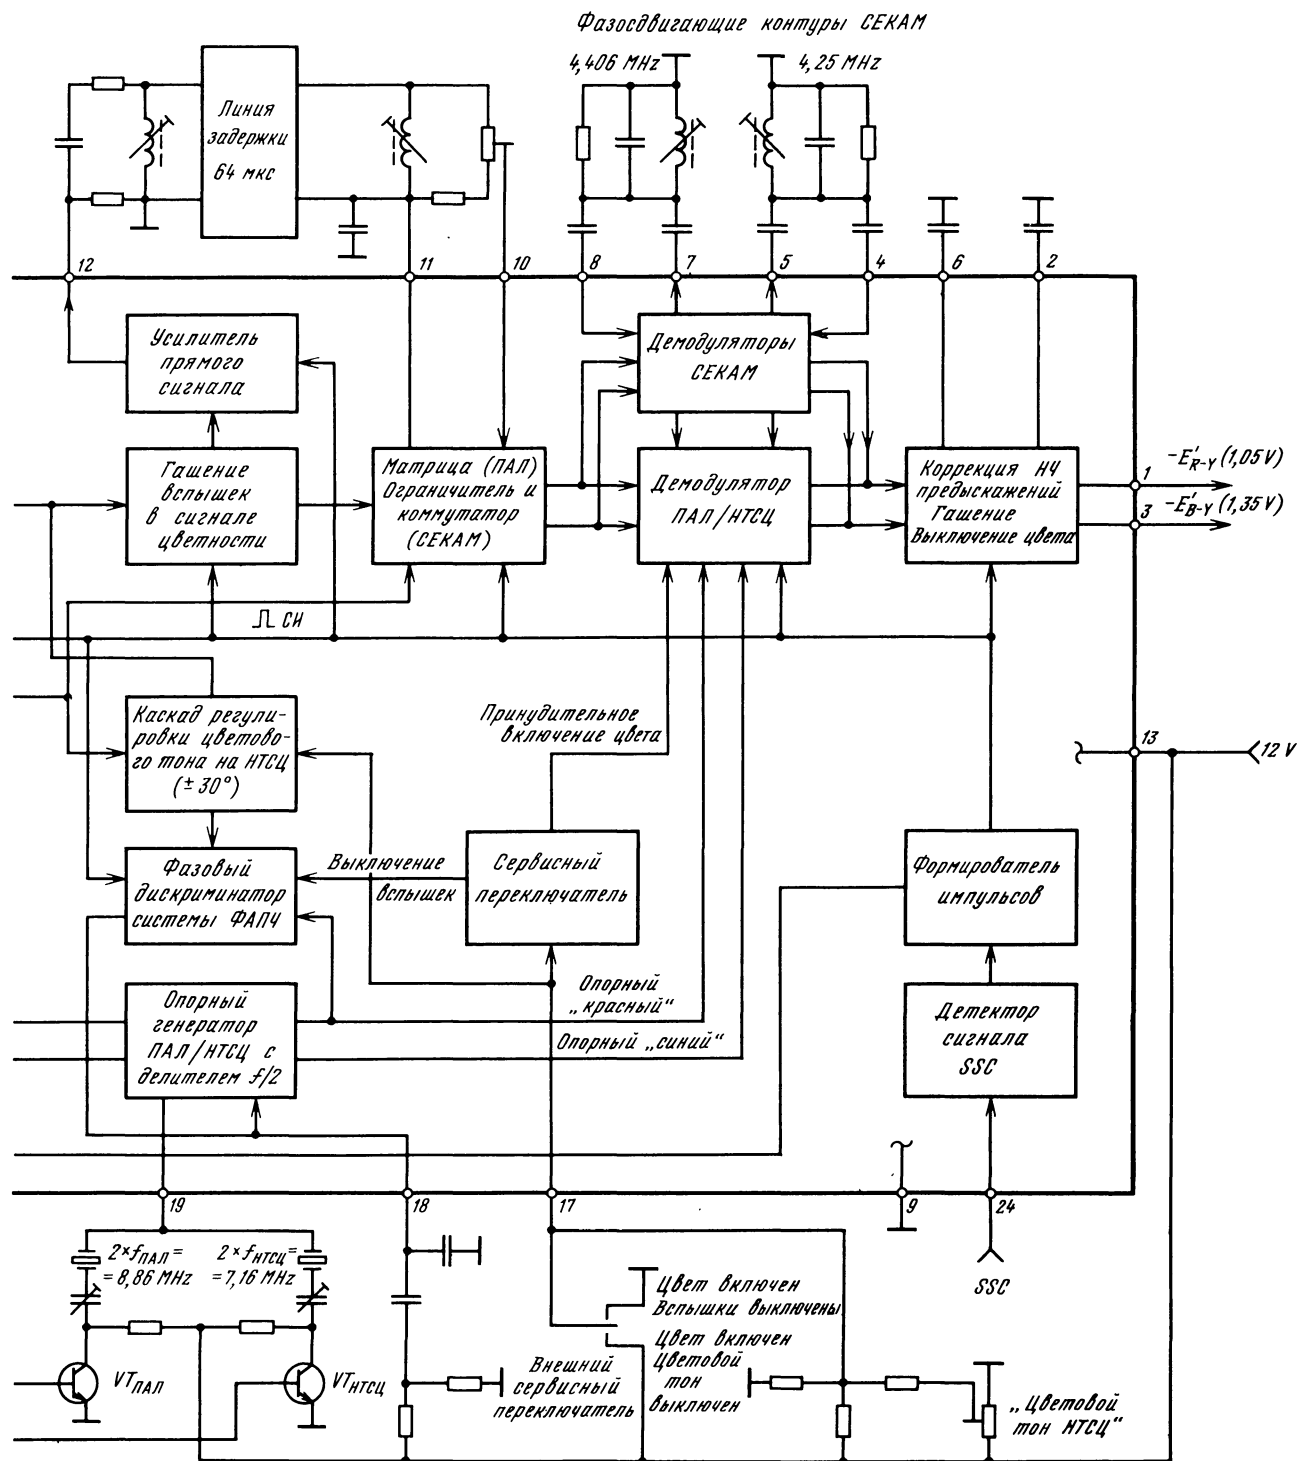 Фазосдвигающие контуры СЕКАМ
4,406 MHz
4,25 MHz
Линия
задержки
64 мкс
12
11
10
8
7
5
4
6
2
Усилитель
прямого
сигнала
Демодуляторы
СЕКАМ
Гашение
вспышек
в сигнале
цветности
Матрица (ПАЛ)
Ограничитель и
коммутатор
(СЕКАМ)
Демодулятор
ПАЛ/НТСЦ
Коррекция НЧ
предыскажений
Гашение
Выключение цвета
1
-E'R-Y (1,05V)
3
-E'B-Y (1,35V)
СИ
Каскад регули-
ровки цветово-
го тона на НТСЦ
(±30°)
Принудительное
включение цвета
13
12 V
Фазовый
дискриминатор
системы ФАПЧ
Выключение
вспышек
Сервисный
переключатель
Формирователь
импульсов
Опорный
генератор
ПАЛ/НТСЦ с
делителем f/2
Опорный
„красный“
Опорный „синий“
Детектор
сигнала
SSC
19
18
17
9
24
2×fПАЛ=
=8,86 MHz
2×fНТСЦ=
=7,16 MHz
SSC
Цвет включен
Вспышки выключены
Цвет включен
Цветовой
тон
выключен
VTПАЛ
VTНТСЦ
Внешний
сервисный
переключатель
„Цветовой
тон НТСЦ“